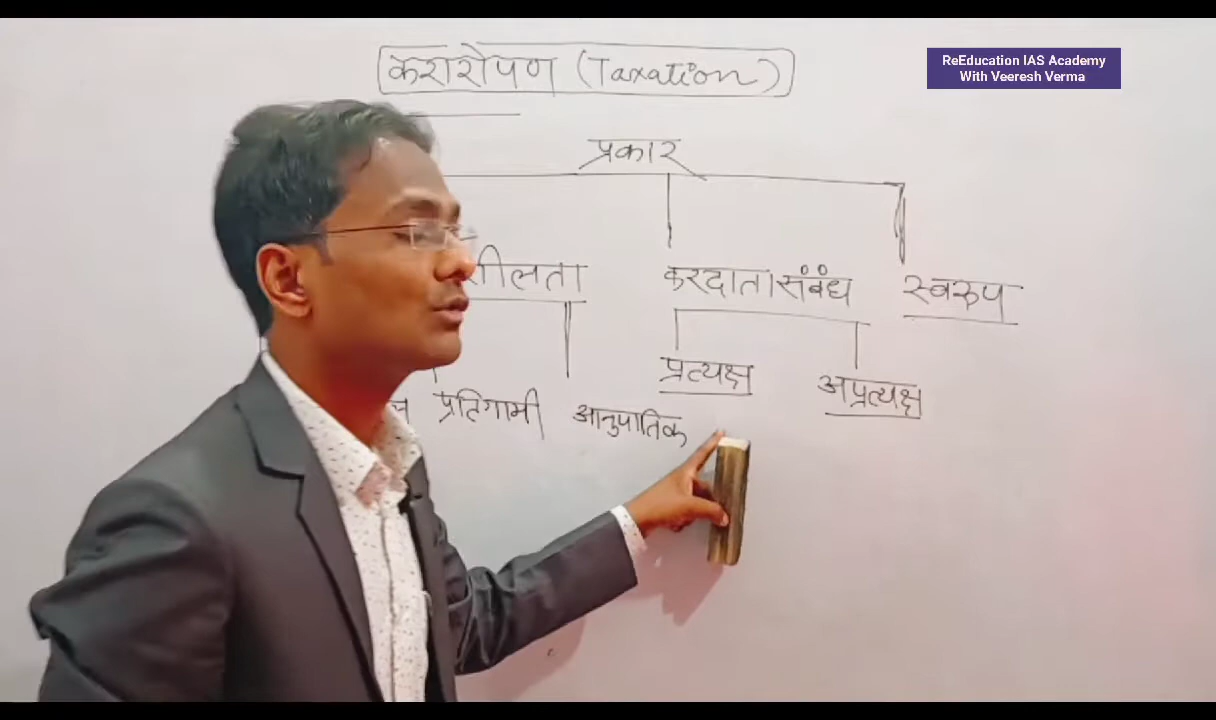 ReEducation IAS Academy
With Veeresh Verma
करारोपण (Taxation)
प्रकार
करदाता संबंध
स्वरूप
प्रत्यक्ष
अप्रत्यक्ष
प्रतिगामी
आनुपातिक